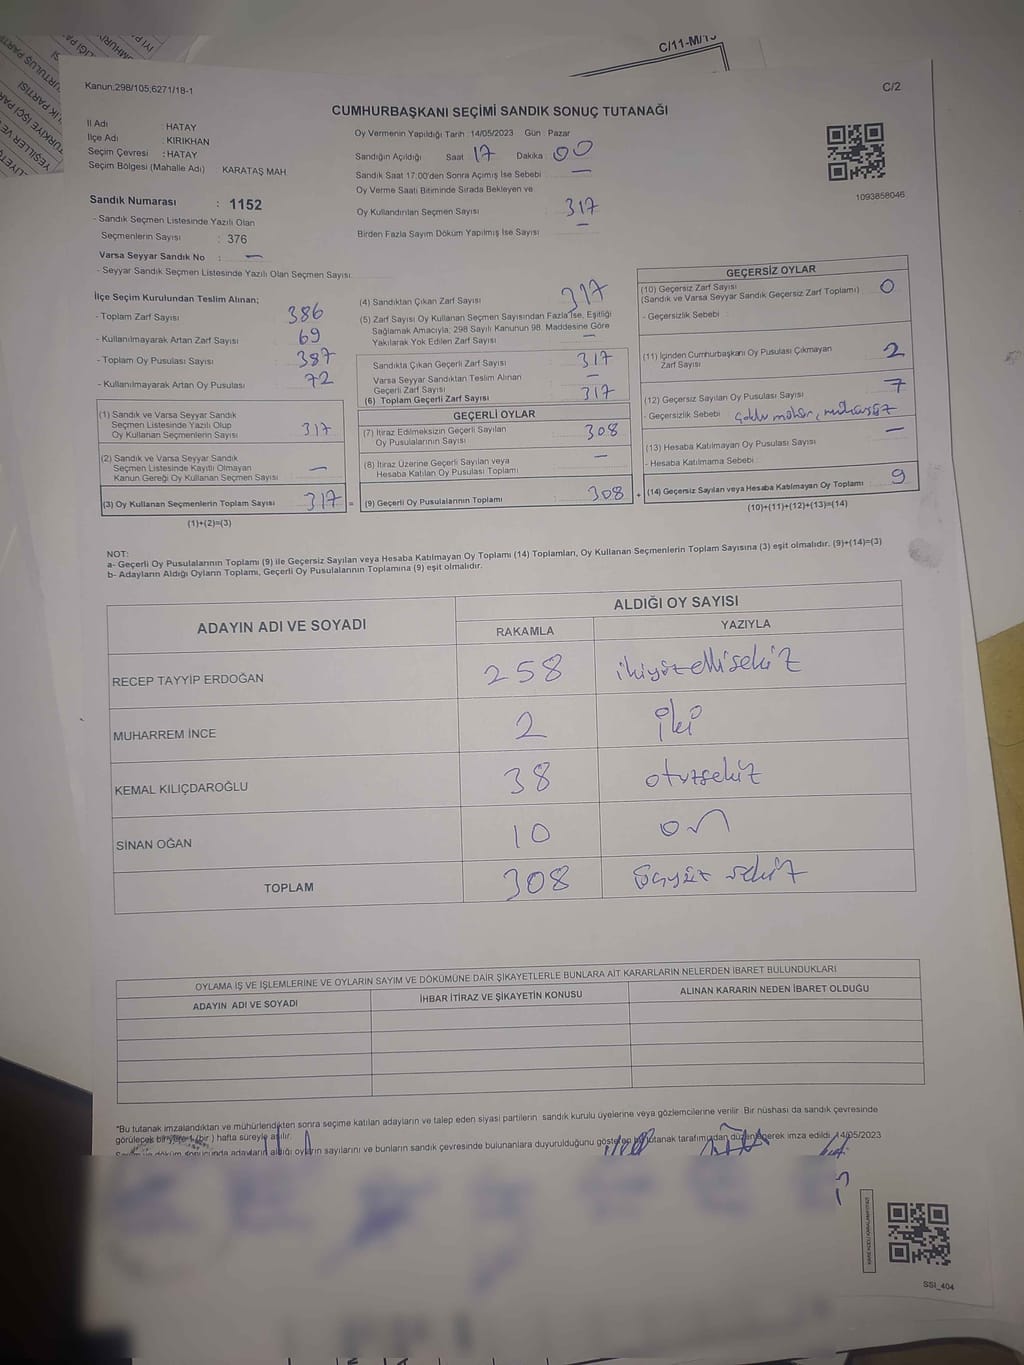 C/11-M/15
Kanun:298/105,6271/18-1
C/2
CUMHURBAŞKANI SEÇİMİ SANDIK SONUÇ TUTANAĞI
İl Adı : HATAY
İlçe Adı : KIRIKHAN
Seçim Çevresi : HATAY
Seçim Bölgesi (Mahalle Adı) KARATAŞ MAH
Sandık Numarası : 1152
- Sandık Seçmen Listesinde Yazılı Olan
Seçmenlerin Sayısı : 376
Varsa Seyyar Sandık No : —
- Seyyar Sandık Seçmen Listesinde Yazılı Olan Seçmen Sayısı
Oy Vermenin Yapıldığı Tarih :14/05/2023 Gün : Pazar
Sandığın Açıldığı Saat 17 Dakika 00
Sandık Saat 17:00'den Sonra Açımış İse Sebebi —
Oy Verme Saati Bitiminde Sırada Bekleyen ve
Oy Kullandırılan Seçmen Sayısı 317
Birden Fazla Sayım Döküm Yapılmış İse Sayısı —
1093858046
İlçe Seçim Kurulundan Teslim Alınan;
- Toplam Zarf Sayısı 386
- Kullanılmayarak Artan Zarf Sayısı 69
- Toplam Oy Pusulası Sayısı 387
- Kullanılmayarak Artan Oy Pusulası 72
(1) Sandık ve Varsa Seyyar Sandık
Seçmen Listesinde Yazılı Olup
Oy Kullanan Seçmenlerin Sayısı 317
(2) Sandık ve Varsa Seyyar Sandık
Seçmen Listesinde Kayıtlı Olmayan
Kanun Gereği Oy Kullanan Seçmen Sayısı —
(3) Oy Kullanan Seçmenlerin Toplam Sayısı 317 =
(1)+(2)=(3)
(4) Sandıktan Çıkan Zarf Sayısı 317
(5) Zarf Sayısı Oy Kullanan Seçmen Sayısından Fazla İse, Eşitliği
Sağlamak Amacıyla, 298 Sayılı Kanunun 98. Maddesine Göre
Yakılarak Yok Edilen Zarf Sayısı —
Sandıkta Çıkan Geçerli Zarf Sayısı 317
Varsa Seyyar Sandıktan Teslim Alınan
Geçerli Zarf Sayısı —
(6) Toplam Geçerli Zarf Sayısı 317
GEÇERLİ OYLAR
(7) İtiraz Edilmeksizin Geçerli Sayılan
Oy Pusulalarının Sayısı 308
(8) İtiraz Üzerine Geçerli Sayılan veya
Hesaba Katılan Oy Pusulası Toplamı —
(9) Geçerli Oy Pusulalarının Toplamı 308 +
GEÇERSİZ OYLAR
(10) Geçersiz Zarf Sayısı
(Sandık ve Varsa Seyyar Sandık Geçersiz Zarf Toplamı) 0
- Geçersizlik Sebebi
(11) İçinden Cumhurbaşkanı Oy Pusulası Çıkmayan
Zarf Sayısı 2
(12) Geçersiz Sayılan Oy Pusulası Sayısı 7
- Geçersizlik Sebebi
(13) Hesaba Katılmayan Oy Pusulası Sayısı —
- Hesaba Katılmama Sebebi
(14) Geçersiz Sayılan veya Hesaba Katılmayan Oy Toplamı 9
(10)+(11)+(12)+(13)=(14)
NOT:
a- Geçerli Oy Pusulalarının Toplamı (9) ile Geçersiz Sayılan veya Hesaba Katılmayan Oy Toplamı (14) Toplamları, Oy Kullanan Seçmenlerin Toplam Sayısına (3) eşit olmalıdır. (9)+(14)=(3)
b- Adayların Aldığı Oyların Toplamı, Geçerli Oy Pusulalarının Toplamına (9) eşit olmalıdır.
ADAYIN ADI VE SOYADI
ALDIĞI OY SAYISI
RAKAMLA YAZIYLA
RECEP TAYYİP ERDOĞAN 258 ikiyüzellisekiz
MUHARREM İNCE 2 iki
KEMAL KILIÇDAROĞLU 38 otuzsekiz
SİNAN OĞAN 10 on
TOPLAM 308 üçyüz sekiz
OYLAMA İŞ VE İŞLEMLERİNE VE OYLARIN SAYIM VE DÖKÜMÜNE DAİR ŞİKAYETLERLE BUNLARA AİT KARARLARIN NELERDEN İBARET BULUNDUKLARI
ADAYIN ADI VE SOYADI İHBAR İTİRAZ VE ŞİKAYETİN KONUSU ALINAN KARARIN NEDEN İBARET OLDUĞU
*Bu tutanak imzalandıktan ve mühürlendikten sonra seçime katılan adayların ve talep eden siyasi partilerin sandık kurulu üyelerine veya gözlemcilerine verilir. Bir nüshası da sandık çevresinde
görülecek bir yere 1 (bir) hafta süreyle asılır.
adayların aldığı oyların sayılarını ve bunların sandık çevresinde bulunanlara duyurulduğunu gösteren bu tutanak tarafımızdan düzenlenerek imza edildi. 14/05/2023
SSI_404